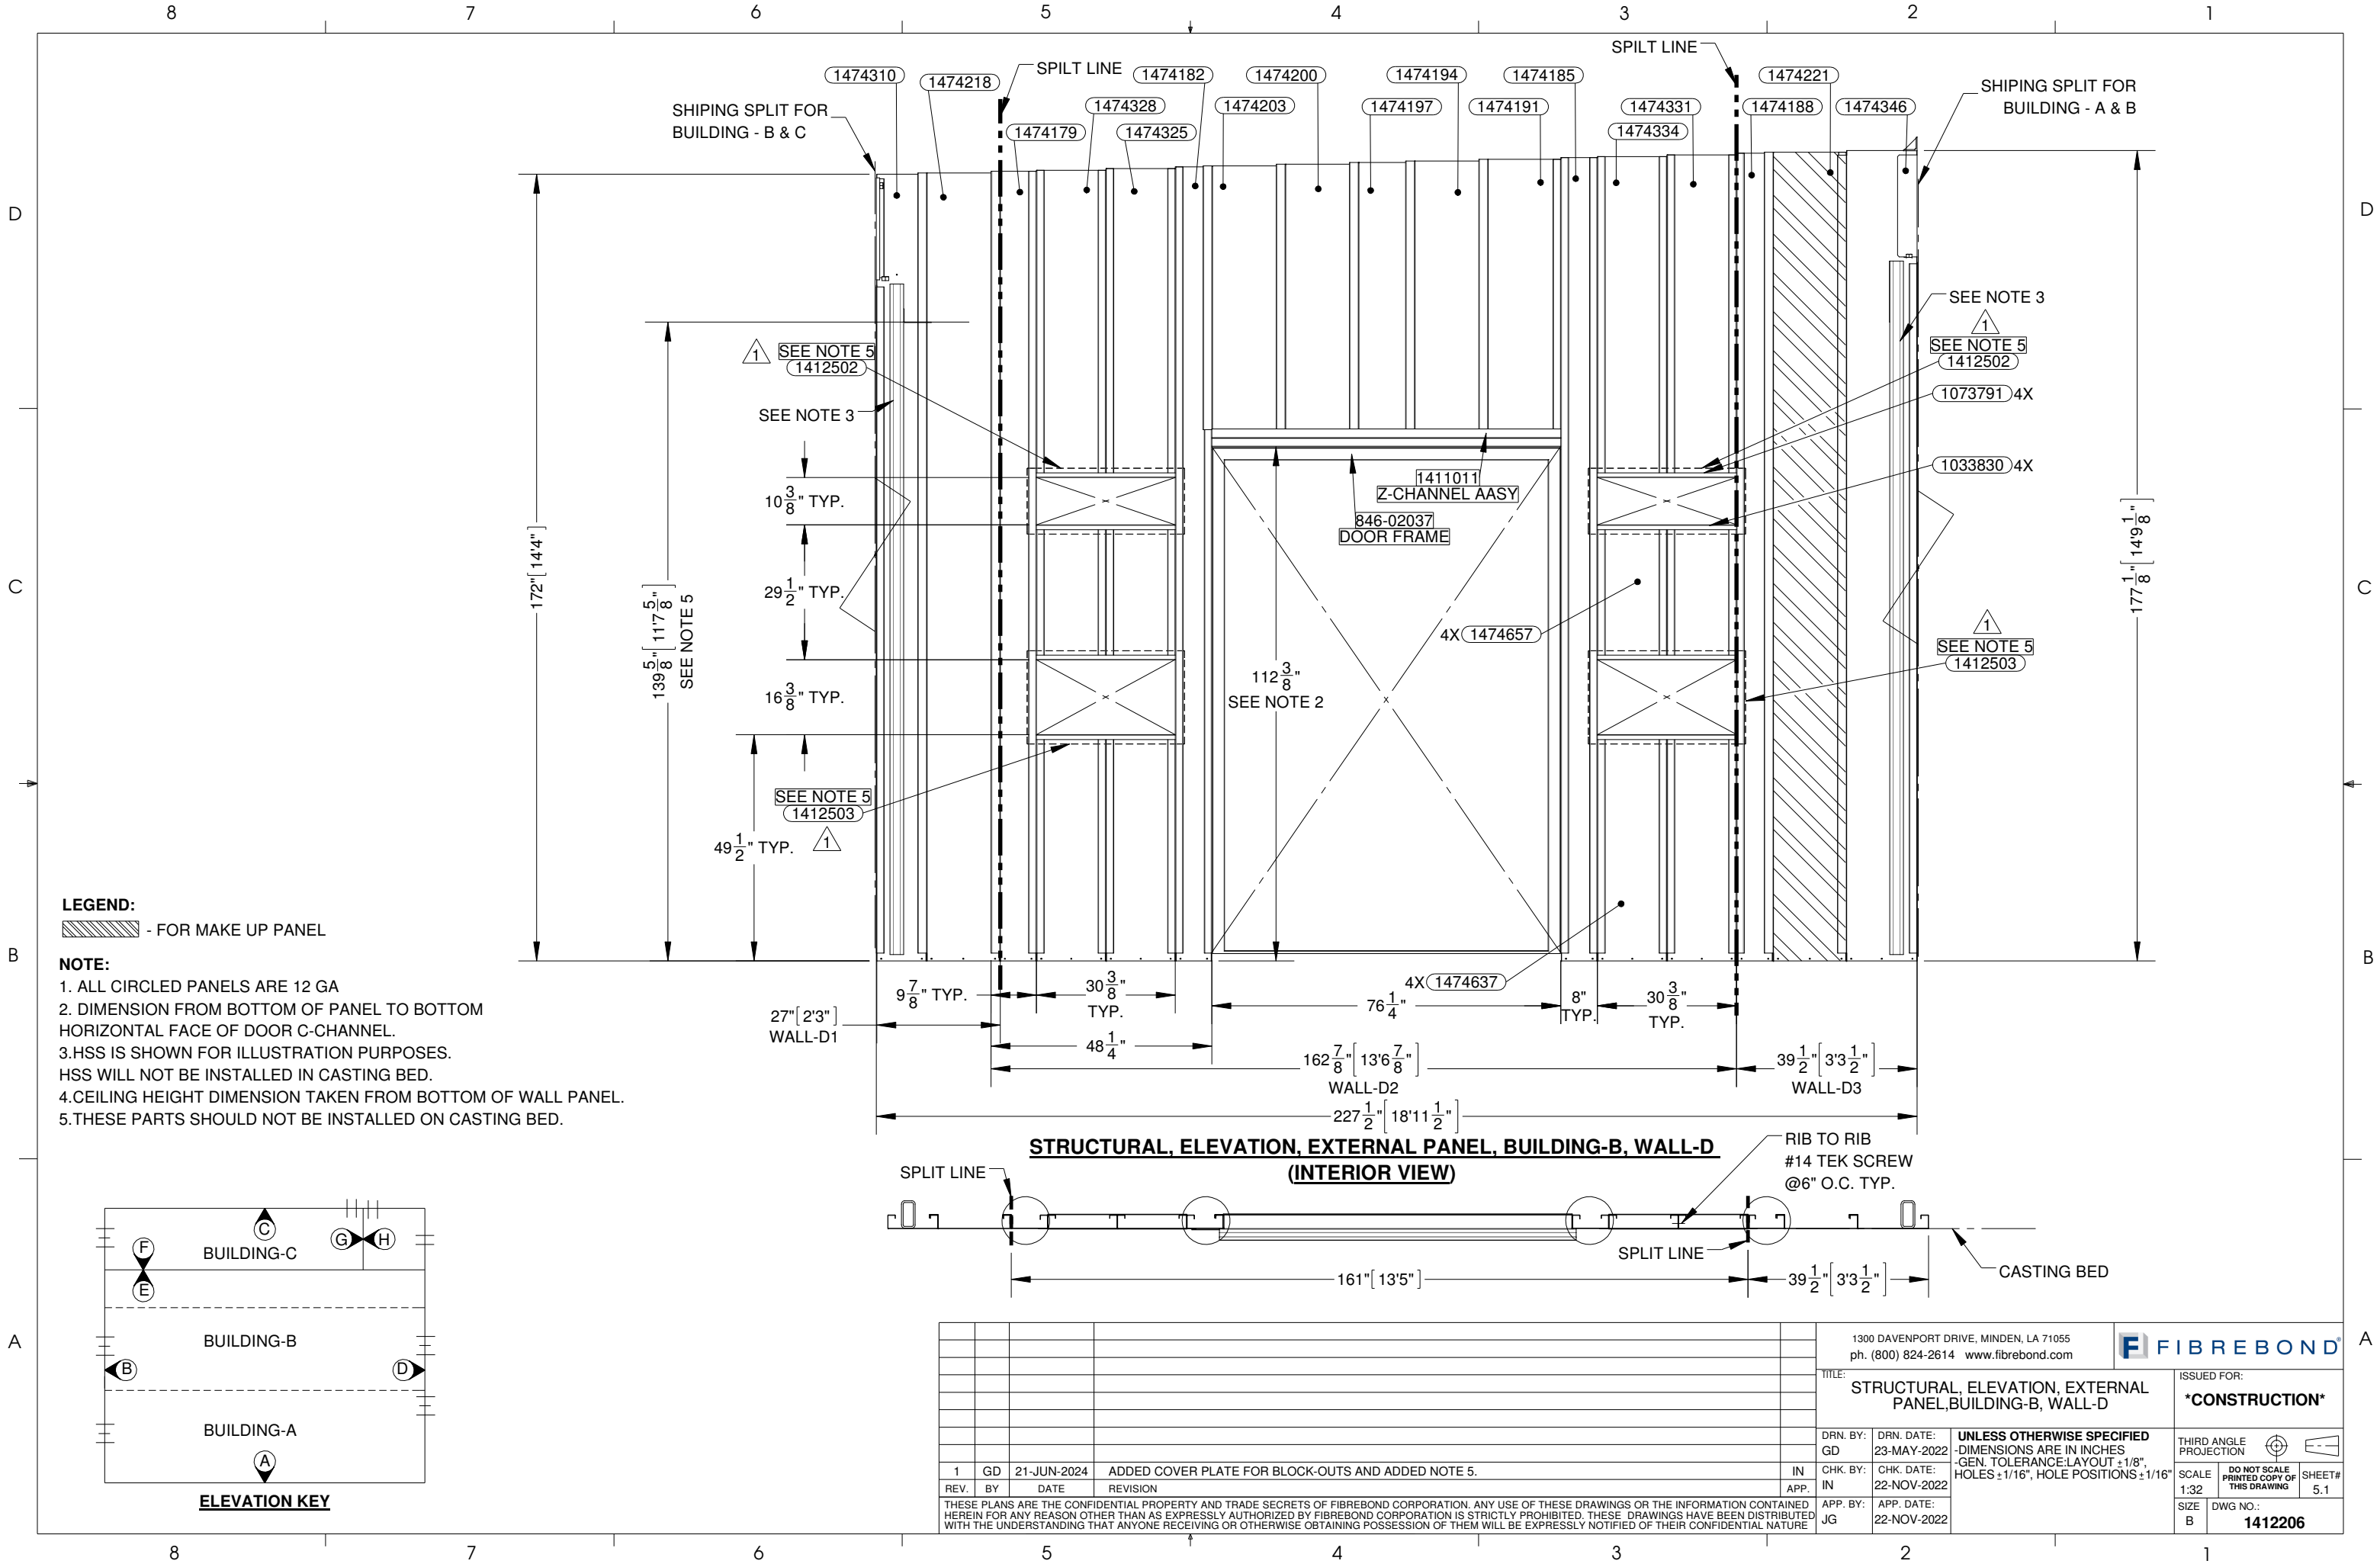 8 7 6 5 4 3 2 1
SPILT LINE
SPILT LINE
1474310
1474218
1474182
1474200
1474194
1474185
1474221
SHIPING SPLIT FOR
BUILDING - A & B
SHIPING SPLIT FOR
BUILDING - B & C
1474328
1474203
1474197
1474191
1474331
1474188
1474346
1474179
1474325
1474334
D
D
SEE NOTE 3
1
SEE NOTE 5
1412502
1
SEE NOTE 5
1412502
1073791 4X
SEE NOTE 3
1033830 4X
1411011
Z-CHANNEL AASY
846-02037
DOOR FRAME
10 3/8" TYP.
172"[14'4"]
177 1/8"[14'9 1/8"]
C
C
29 1/2" TYP.
139 5/8"[11'7 5/8"]
SEE NOTE 5
4X 1474657
1
SEE NOTE 5
1412503
112 3/8"
SEE NOTE 2
16 3/8" TYP.
SEE NOTE 5
1412503
1
49 1/2" TYP.
LEGEND:
- FOR MAKE UP PANEL
B
B
NOTE:
1. ALL CIRCLED PANELS ARE 12 GA
2. DIMENSION FROM BOTTOM OF PANEL TO BOTTOM
HORIZONTAL FACE OF DOOR C-CHANNEL.
3.HSS IS SHOWN FOR ILLUSTRATION PURPOSES.
HSS WILL NOT BE INSTALLED IN CASTING BED.
4.CEILING HEIGHT DIMENSION TAKEN FROM BOTTOM OF WALL PANEL.
5.THESE PARTS SHOULD NOT BE INSTALLED ON CASTING BED.
4X 1474637
9 7/8" TYP.
30 3/8"
TYP.
76 1/4"
8"
TYP.
30 3/8"
TYP.
27"[2'3"]
WALL-D1
48 1/4"
162 7/8"[13'6 7/8"]
WALL-D2
39 1/2"[3'3 1/2"]
WALL-D3
227 1/2"[18'11 1/2"]
STRUCTURAL, ELEVATION, EXTERNAL PANEL, BUILDING-B, WALL-D
(INTERIOR VIEW)
RIB TO RIB
#14 TEK SCREW
@6" O.C. TYP.
SPLIT LINE
SPLIT LINE
CASTING BED
161"[13'5"]
39 1/2"[3'3 1/2"]
C
G H
F
BUILDING-C
E
BUILDING-B
B D
BUILDING-A
A
ELEVATION KEY
A
A
1 GD 21-JUN-2024 ADDED COVER PLATE FOR BLOCK-OUTS AND ADDED NOTE 5. IN
REV. BY DATE REVISION APP.
THESE PLANS ARE THE CONFIDENTIAL PROPERTY AND TRADE SECRETS OF FIBREBOND CORPORATION. ANY USE OF THESE DRAWINGS OR THE INFORMATION CONTAINED
HEREIN FOR ANY REASON OTHER THAN AS EXPRESSLY AUTHORIZED BY FIBREBOND CORPORATION IS STRICTLY PROHIBITED. THESE DRAWINGS HAVE BEEN DISTRIBUTED
WITH THE UNDERSTANDING THAT ANYONE RECEIVING OR OTHERWISE OBTAINING POSSESSION OF THEM WILL BE EXPRESSLY NOTIFIED OF THEIR CONFIDENTIAL NATURE
1300 DAVENPORT DRIVE, MINDEN, LA 71055
ph. (800) 824-2614 www.fibrebond.com
F FIBREBOND®
TITLE:
STRUCTURAL, ELEVATION, EXTERNAL
PANEL,BUILDING-B, WALL-D
ISSUED FOR:
*CONSTRUCTION*
DRN. BY:
GD
DRN. DATE:
23-MAY-2022
CHK. BY:
IN
CHK. DATE:
22-NOV-2022
APP. BY:
JG
APP. DATE:
22-NOV-2022
UNLESS OTHERWISE SPECIFIED
-DIMENSIONS ARE IN INCHES
-GEN. TOLERANCE:LAYOUT ±1/8",
HOLES ±1/16", HOLE POSITIONS ±1/16"
THIRD ANGLE
PROJECTION
SCALE
1:32
DO NOT SCALE
PRINTED COPY OF
THIS DRAWING
SHEET#
5.1
SIZE
B
DWG NO.:
1412206
8 7 6 5 4 3 2 1